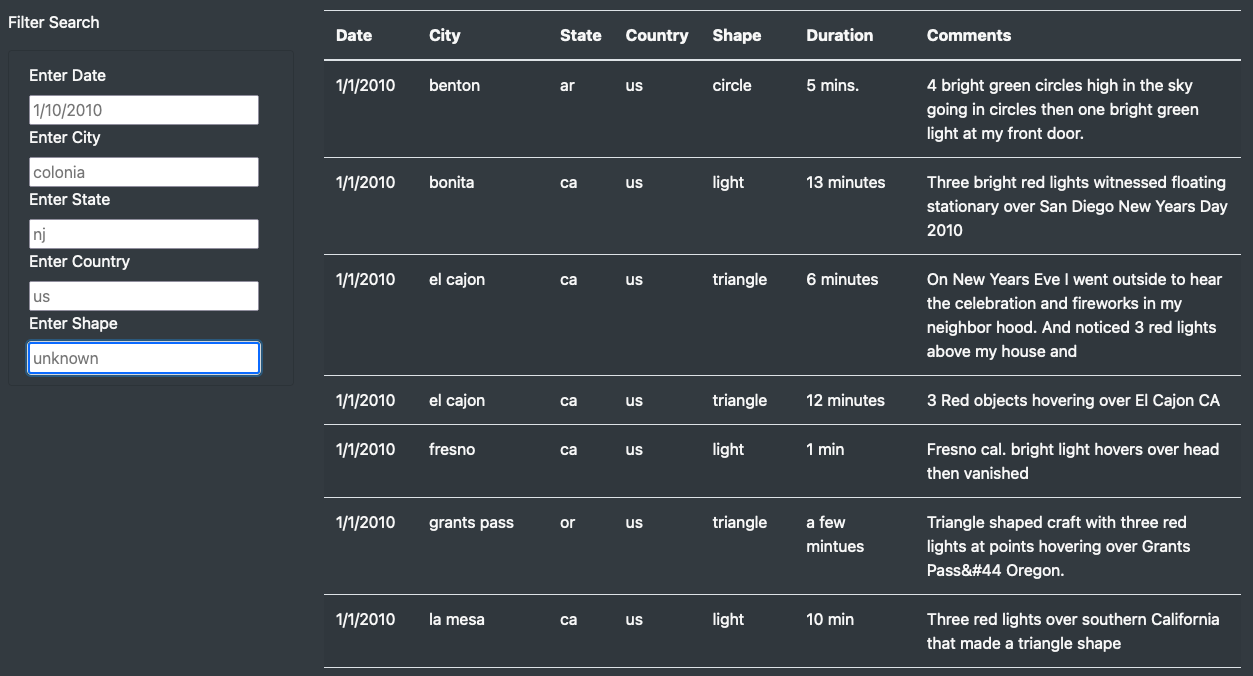 Filter Search
Enter Date
1/10/2010
Enter City
colonia
Enter State
nj
Enter Country
us
Enter Shape
unknown
Date City State Country Shape Duration Comments
1/1/2010 benton ar us circle 5 mins. 4 bright green circles high in the sky
going in circles then one bright green
light at my front door.
1/1/2010 bonita ca us light 13 minutes Three bright red lights witnessed floating
stationary over San Diego New Years Day
2010
1/1/2010 el cajon ca us triangle 6 minutes On New Years Eve I went outside to hear
the celebration and fireworks in my
neighbor hood. And noticed 3 red lights
above my house and
1/1/2010 el cajon ca us triangle 12 minutes 3 Red objects hovering over El Cajon CA
1/1/2010 fresno ca us light 1 min Fresno cal. bright light hovers over head
then vanished
1/1/2010 grants pass or us triangle a few Triangle shaped craft with three red
mintues lights at points hovering over Grants
Pass&#44 Oregon.
1/1/2010 la mesa ca us light 10 min Three red lights over southern California
that made a triangle shape